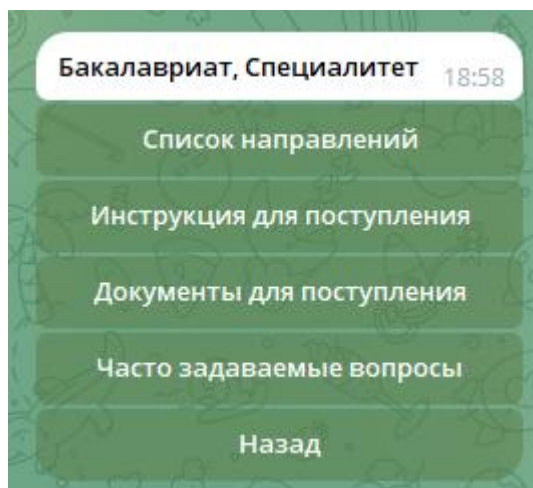 Бакалавриат, Специалитет 18:58
Список направлений
Инструкция для поступления
Документы для поступления
Часто задаваемые вопросы
Назад